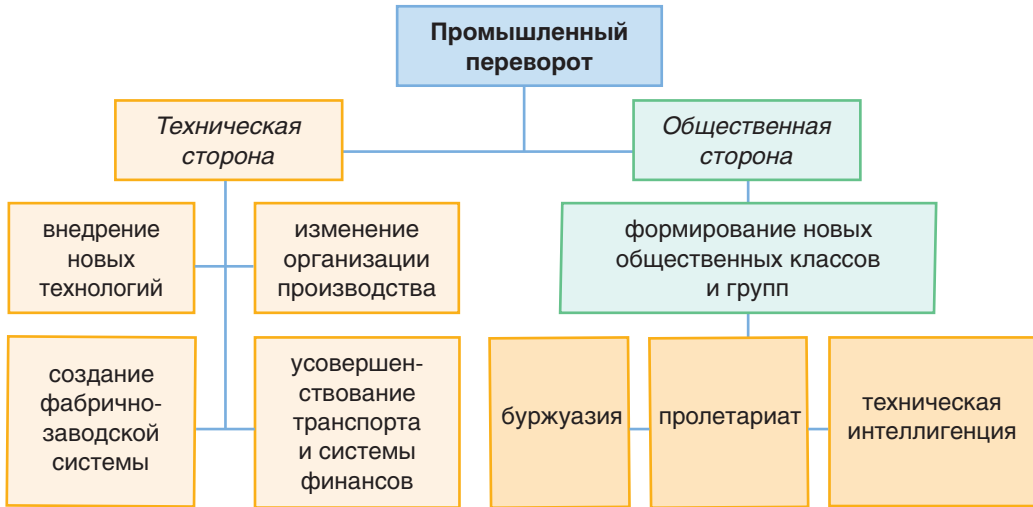 Промышленный
переворот
Техническая
сторона
Общественная
сторона
внедрение
новых
технологий
изменение
организации
производства
формирование новых
общественных классов
и групп
создание
фабрично-
заводской
системы
усовершен-
ствование
транспорта
и системы
финансов
буржуазия
пролетариат
техническая
интеллигенция